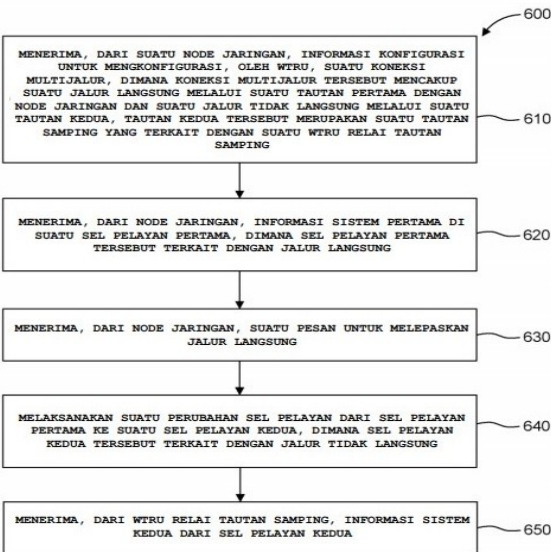 600
MENERIMA, DARI SUATU NODE JARINGAN, INFORMASI KONFIGURASI
UNTUK MENGKONFIGURASI, OLEH WTRU, SUATU KONEKSI
MULTIJALUR, DIMANA KONEKSI MULTIJALUR TERSEBUT MENCAKUP
SUATU JALUR LANGSUNG MELALUI SUATU TAUTAN PERTAMA DENGAN
NODE JARINGAN DAN SUATU JALUR TIDAK LANGSUNG MELALUI SUATU
TAUTAN KEDUA, TAUTAN KEDUA TERSEBUT MERUPAKAN SUATU TAUTAN
SAMPING YANG TERKAIT DENGAN SUATU WTRU RELAI TAUTAN
SAMPING
610
MENERIMA, DARI NODE JARINGAN, INFORMASI SISTEM PERTAMA DI
SUATU SEL PELAYAN PERTAMA, DIMANA SEL PELAYAN PERTAMA
TERSEBUT TERKAIT DENGAN JALUR LANGSUNG
620
MENERIMA, DARI NODE JARINGAN, SUATU PESAN UNTUK MELEPASKAN
JALUR LANGSUNG
630
MELAKSANAKAN SUATU PERUBAHAN SEL PELAYAN DARI SEL PELAYAN
PERTAMA KE SUATU SEL PELAYAN KEDUA, DIMANA SEL PELAYAN
KEDUA TERSEBUT TERKAIT DENGAN JALUR TIDAK LANGSUNG
640
MENERIMA, DARI WTRU RELAI TAUTAN SAMPING, INFORMASI SISTEM
KEDUA DARI SEL PELAYAN KEDUA
650